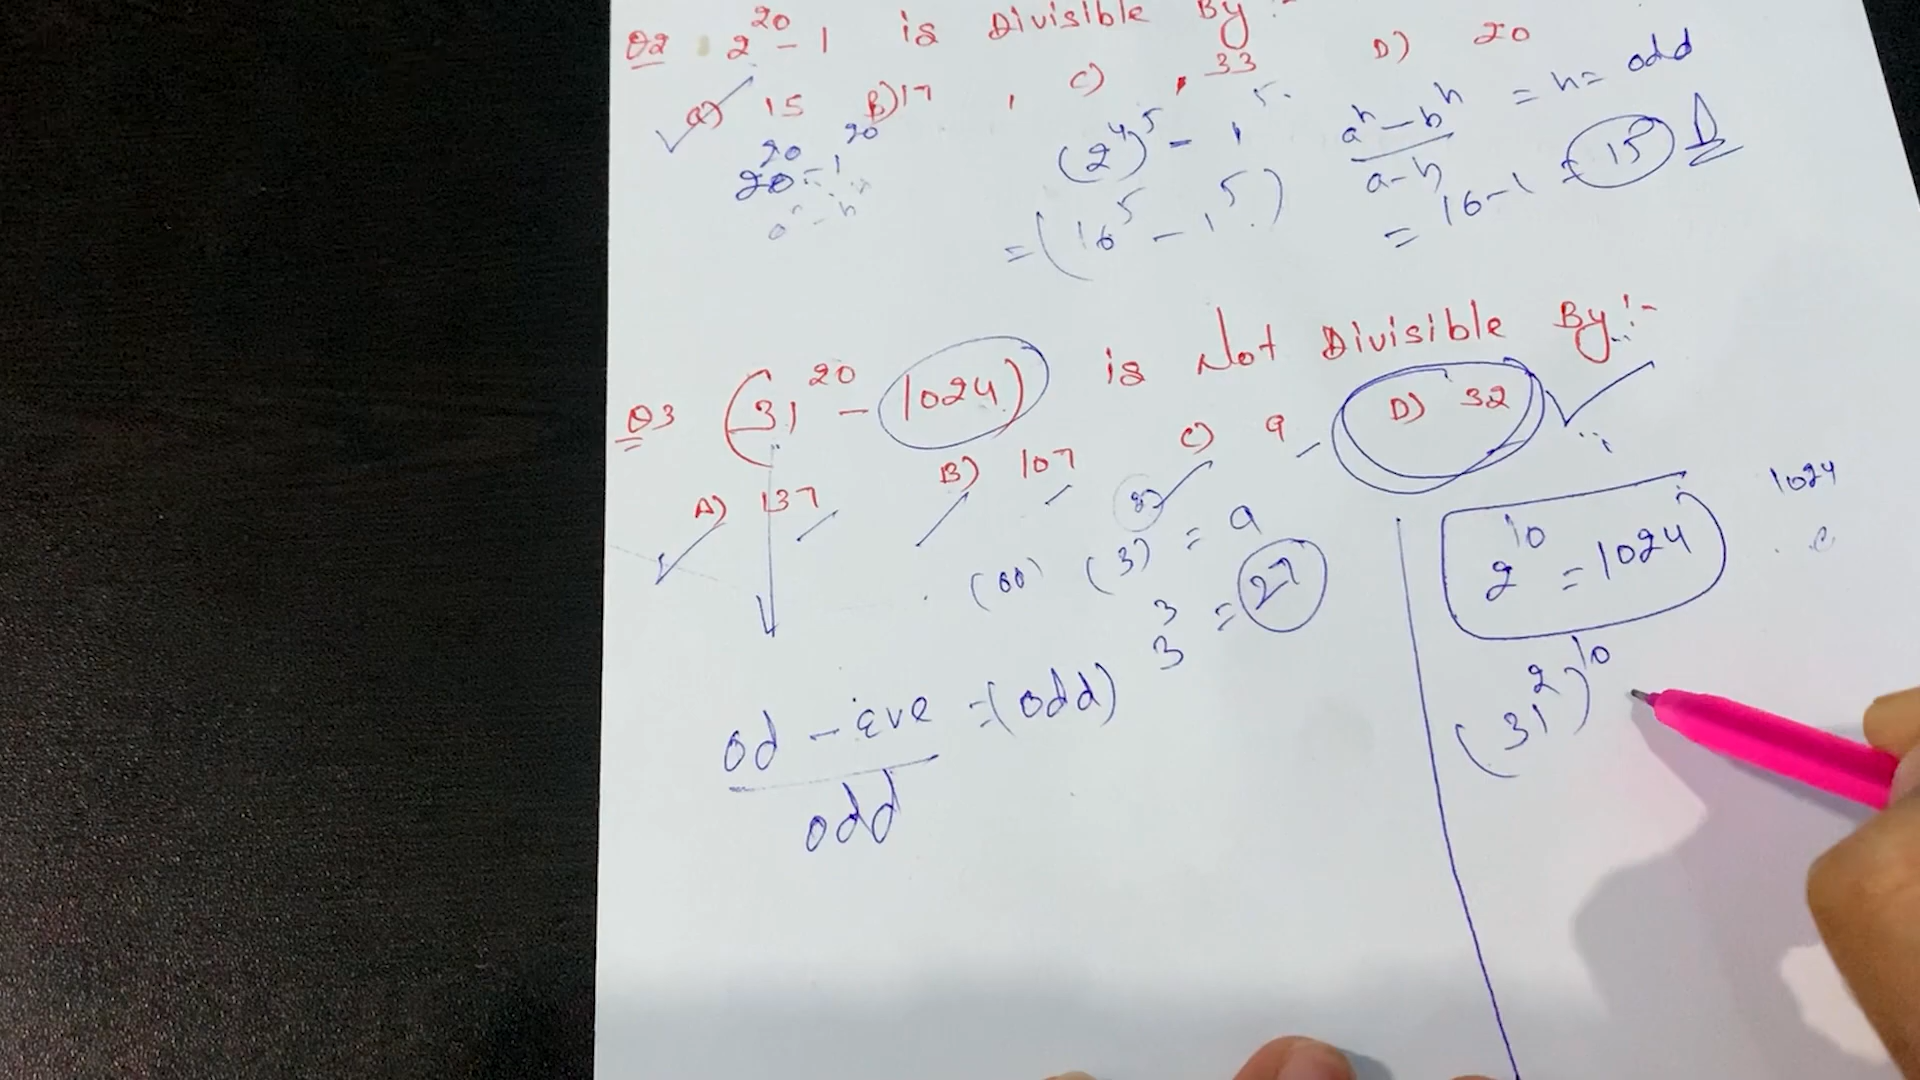 Q2 2^20 - 1 is Divisible By:-
a) 15 B) 17 , C) 33 D) 20
20^20 - 1^20
a^n - b^n
(2^4)^5 - 1^5
= (16^5 - 1^5)
a^n - b^n = n = odd
a - b
= 16 - 1 = 15
Q3 (31^20 - 1024) is Not Divisible By:-
A) 137 B) 107 C) 9 D) 32
(3) = 9
3^3 = 27
od - eve = (odd)
odd
1024
2^10 = 1024
(31^2)^10